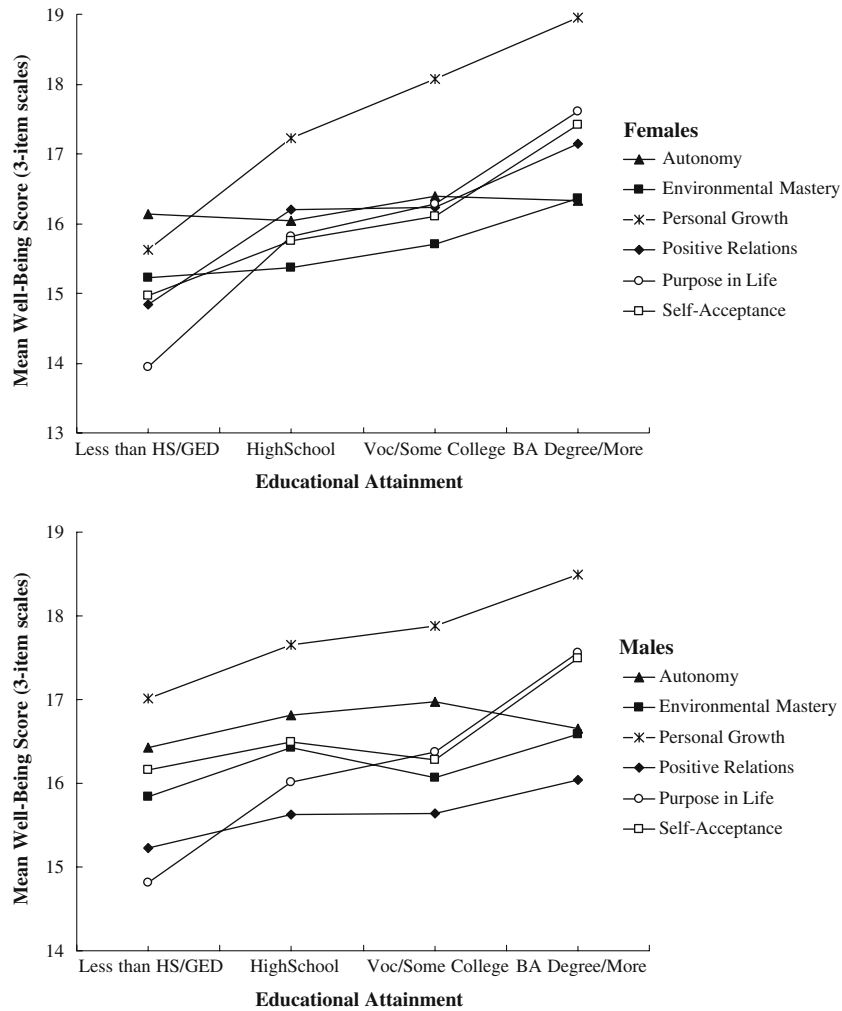 19
18
17
16
15
14
13
Mean Well-Being Score (3-item scales)
Less than HS/GED HighSchool Voc/Some College BA Degree/More
Educational Attainment
Females
Autonomy
Environmental Mastery
Personal Growth
Positive Relations
Purpose in Life
Self-Acceptance
19
18
17
16
15
14
Mean Well-Being Score (3-item scales)
Less than HS/GED HighSchool Voc/Some College BA Degree/More
Educational Attainment
Males
Autonomy
Environmental Mastery
Personal Growth
Positive Relations
Purpose in Life
Self-Acceptance